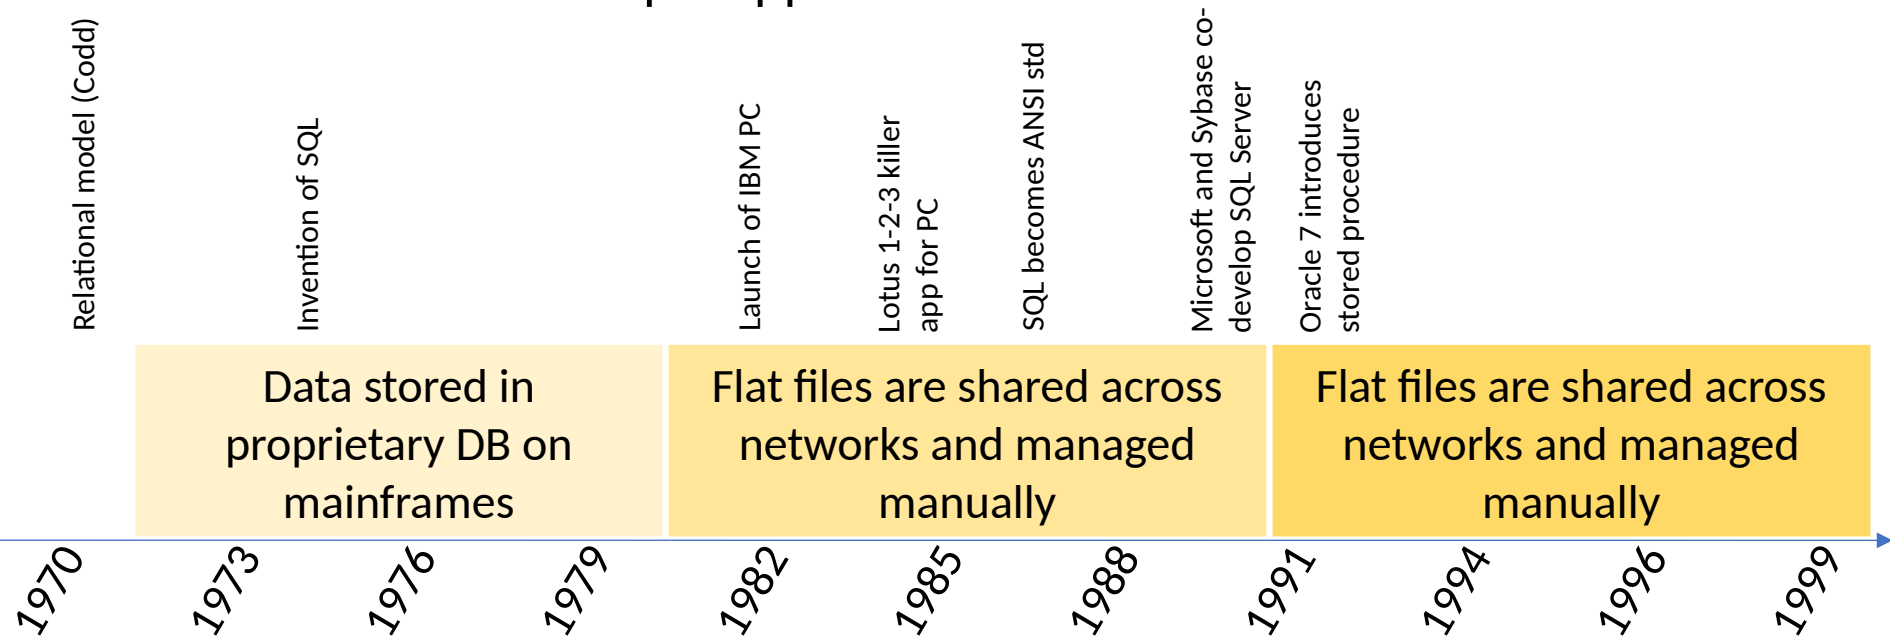 Relational model (Codd)
Invention of SQL
Launch of IBM PC
Lotus 1-2-3 killer
app for PC
SQL becomes ANSI std
Microsoft and Sybase co-
develop SQL Server
Oracle 7 introduces
stored procedure
Data stored in
proprietary DB on
mainframes
Flat files are shared across
networks and managed
manually
Flat files are shared across
networks and managed
manually
1970
1973
1976
1979
1982
1985
1988
1991
1994
1996
1999